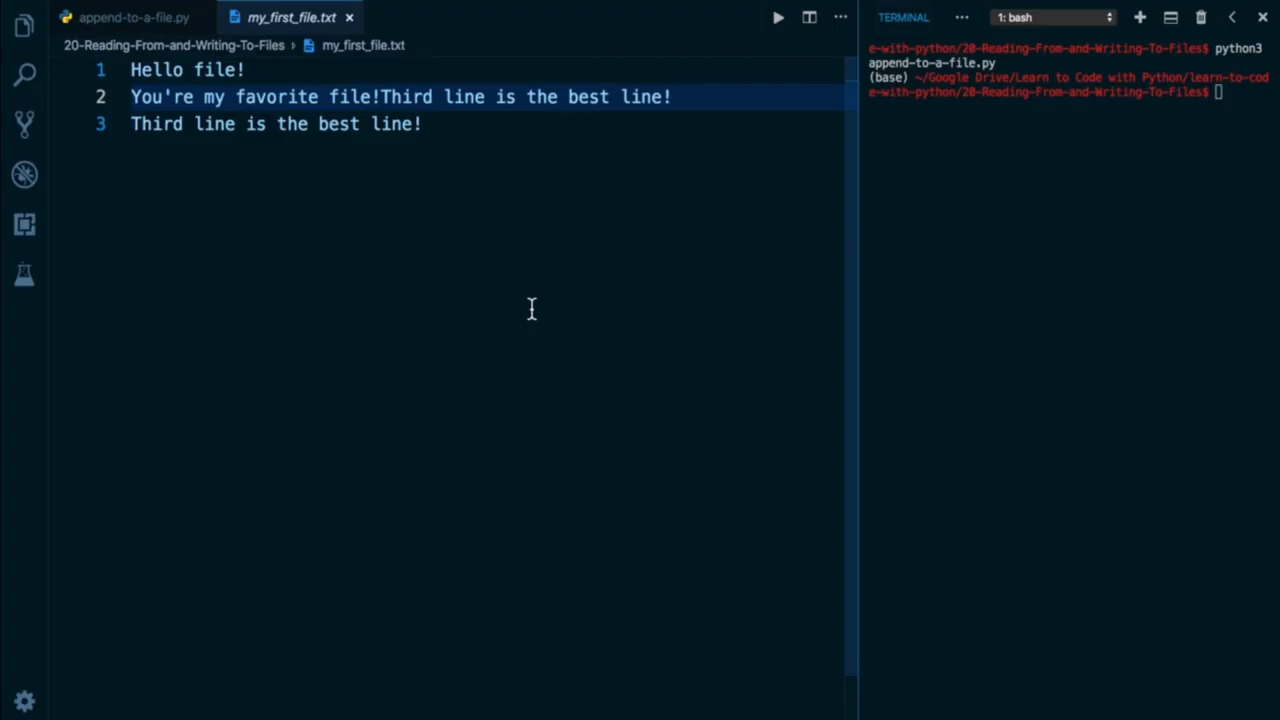 append-to-a-file.py
my_first_file.txt
20-Reading-From-and-Writing-To-Files
my_first_file.txt
1 Hello file!
2 You're my favorite file!Third line is the best line!
3 Third line is the best line!
TERMINAL
1: bash
e-with-python/20-Reading-From-and-Writing-To-Files$ python3
append-to-a-file.py
(base) ~/Google Drive/Learn to Code with Python/learn-to-cod
e-with-python/20-Reading-From-and-Writing-To-Files$